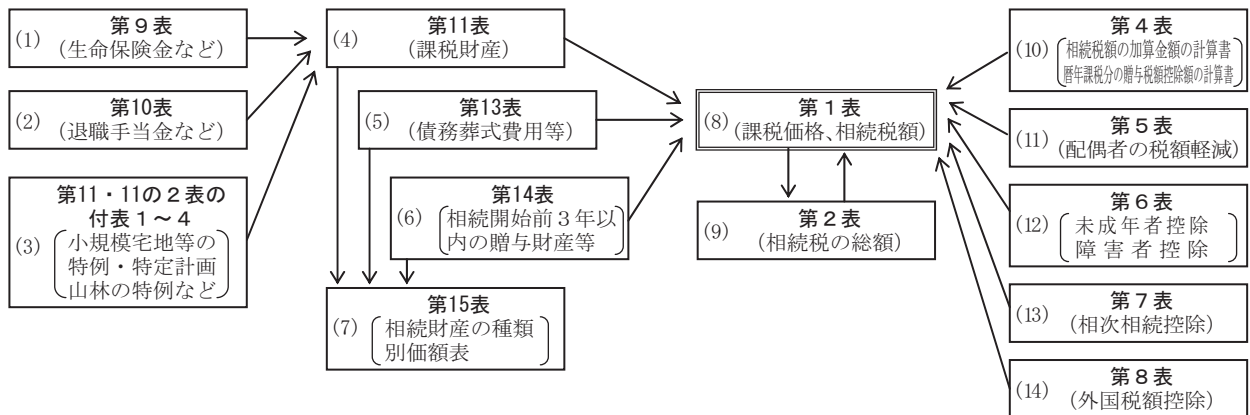 (1)
第9表
(生命保険金など)
(2)
第10表
(退職手当金など)
(3)
第11・11の2表の
付表1～4
小規模宅地等の
特例・特定計画
山林の特例など
(4)
第11表
(課税財産)
(5)
第13表
(債務葬式費用等)
(6)
第14表
相続開始前3年以
内の贈与財産等
(7)
第15表
相続財産の種類
別価額表
(8)
第1表
(課税価格、相続税額)
(9)
第2表
(相続税の総額)
(10)
第4表
相続税額の加算金額の計算書
暦年課税分の贈与税額控除額の計算書
(11)
第5表
(配偶者の税額軽減)
(12)
第6表
未成年者控除
障害者控除
(13)
第7表
(相次相続控除)
(14)
第8表
(外国税額控除)